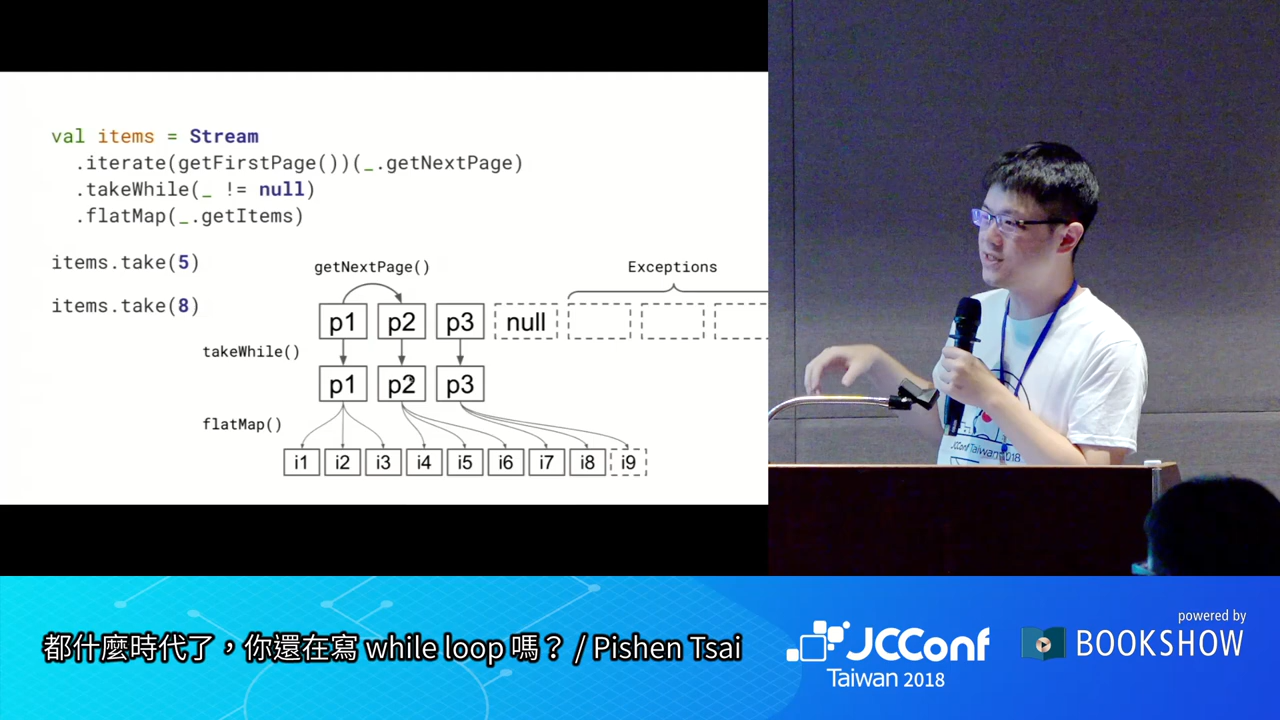 val items = Stream
.iterate(getFirstPage())(_.getNextPage)
.takeWhile(_ != null)
.flatMap(_.getItems)
items.take(5)
items.take(8)
getNextPage()
Exceptions
p1 p2 p3 null
takeWhile()
p1 p2 p3
flatMap()
i1 i2 i3 i4 i5 i6 i7 i8 i9
JCConf Taiwan 2018
都什麼時代了，你還在寫 while loop 嗎？ / Pishen Tsai
JCConf
Taiwan 2018
powered by
BOOKSHOW